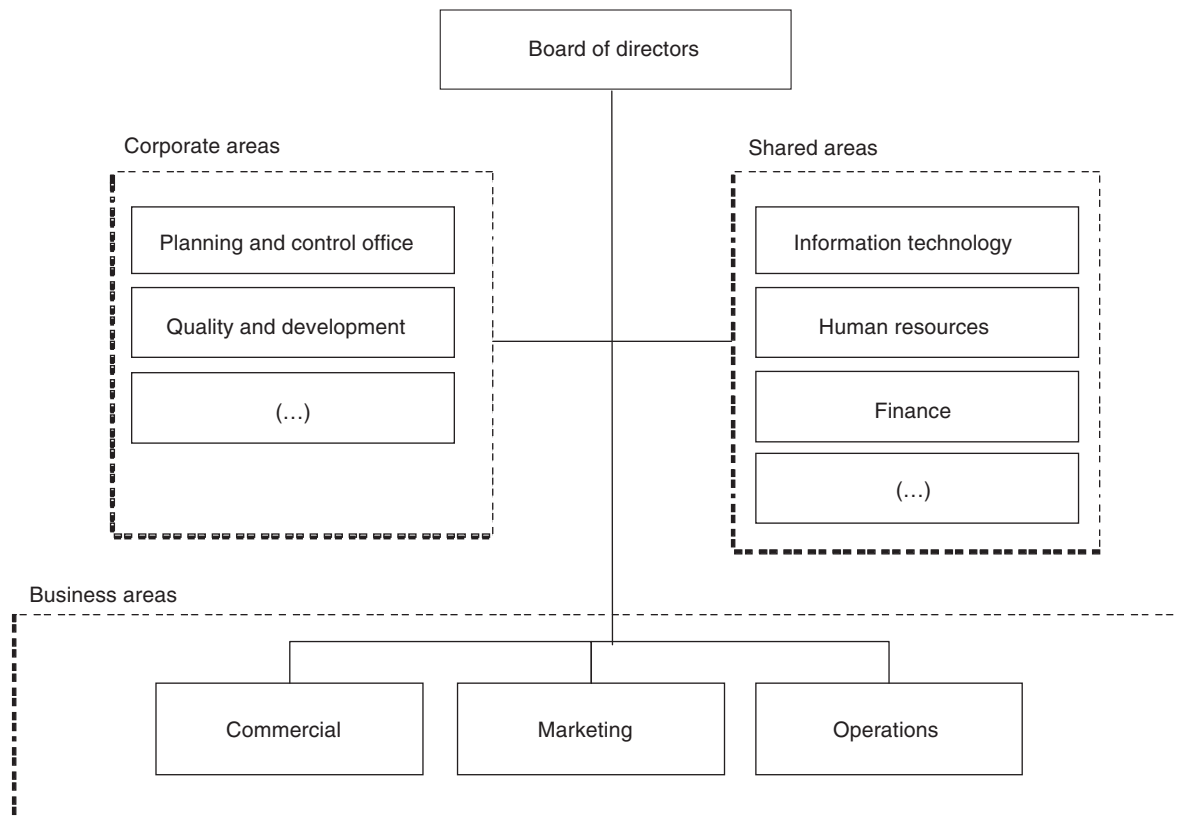 Board of directors
Corporate areas
Planning and control office
Quality and development
(…)
Shared areas
Information technology
Human resources
Finance
(…)
Business areas
Commercial
Marketing
Operations